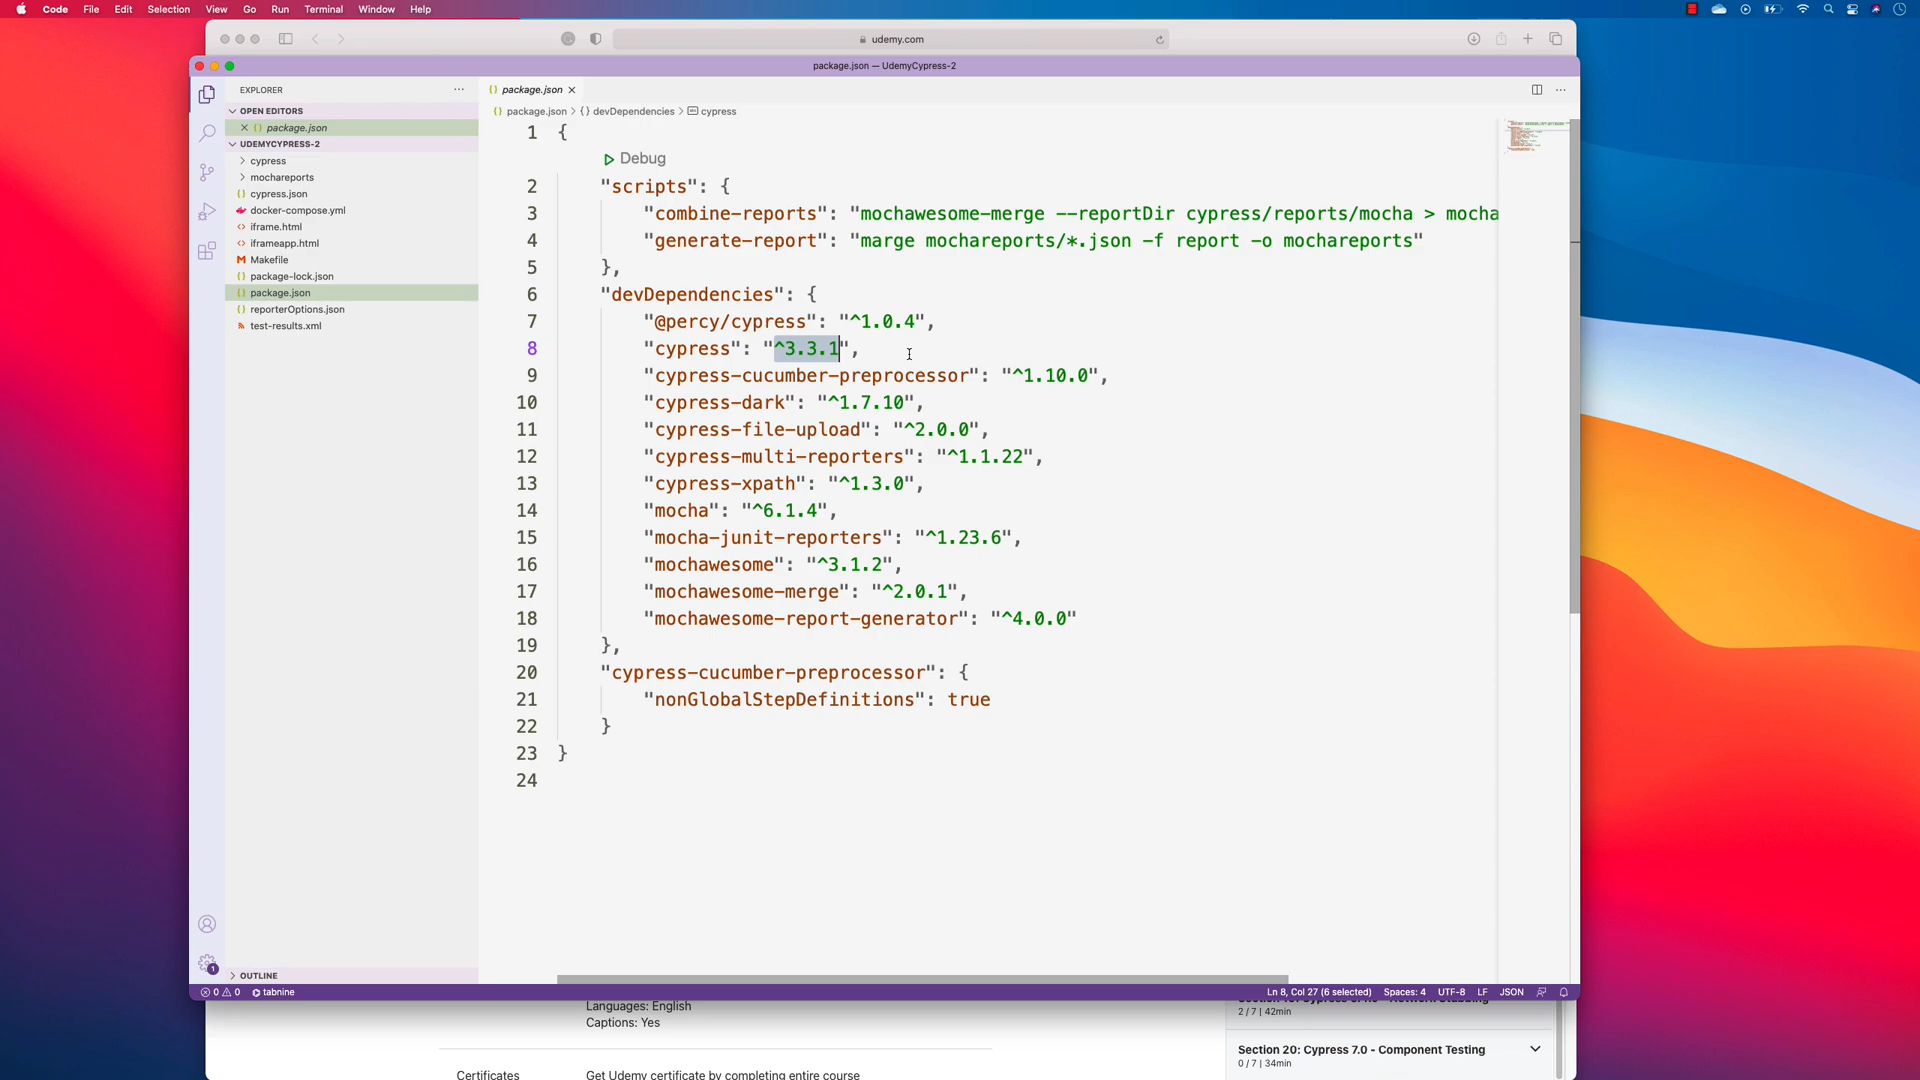 Code File Edit Selection View Go Run Terminal Window Help
udemy.com
package.json — UdemyCypress-2
EXPLORER
OPEN EDITORS
package.json
UDEMYCYPRESS-2
cypress
mochareports
cypress.json
docker-compose.yml
iframe.html
iframeapp.html
Makefile
package-lock.json
package.json
reporterOptions.json
test-results.xml
OUTLINE
package.json
package.json > {} devDependencies > cypress
1 {
Debug
2 "scripts": {
3 "combine-reports": "mochawesome-merge --reportDir cypress/reports/mocha > mocha
4 "generate-report": "marge mochareports/*.json -f report -o mochareports"
5 },
6 "devDependencies": {
7 "@percy/cypress": "^1.0.4",
8 "cypress": "^3.3.1",
9 "cypress-cucumber-preprocessor": "^1.10.0",
10 "cypress-dark": "^1.7.10",
11 "cypress-file-upload": "^2.0.0",
12 "cypress-multi-reporters": "^1.1.22",
13 "cypress-xpath": "^1.3.0",
14 "mocha": "^6.1.4",
15 "mocha-junit-reporters": "^1.23.6",
16 "mochawesome": "^3.1.2",
17 "mochawesome-merge": "^2.0.1",
18 "mochawesome-report-generator": "^4.0.0"
19 },
20 "cypress-cucumber-preprocessor": {
21 "nonGlobalStepDefinitions": true
22 }
23 }
24
0 0 tabnine
Ln 8, Col 27 (6 selected) Spaces: 4 UTF-8 LF JSON
Languages: English
Captions: Yes
Certificates Get Udemy certificate by completing entire course
2 / 7 | 42min
Section 20: Cypress 7.0 - Component Testing
0 / 7 | 34min